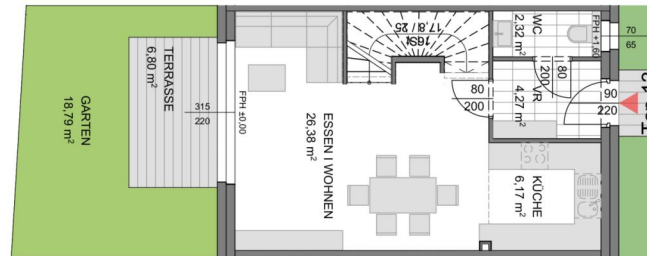 GARTEN
18,79 m²
TERRASSE
6,80 m²
315
220
FPH ±0,00
ESSEN I WOHNEN
26,38 m²
16St
17,8 / 25
WC
2,32 m²
FPH +1,60
70
65
80
200
80
200
VR
4,27 m²
90
220
KÜCHE
6,17 m²